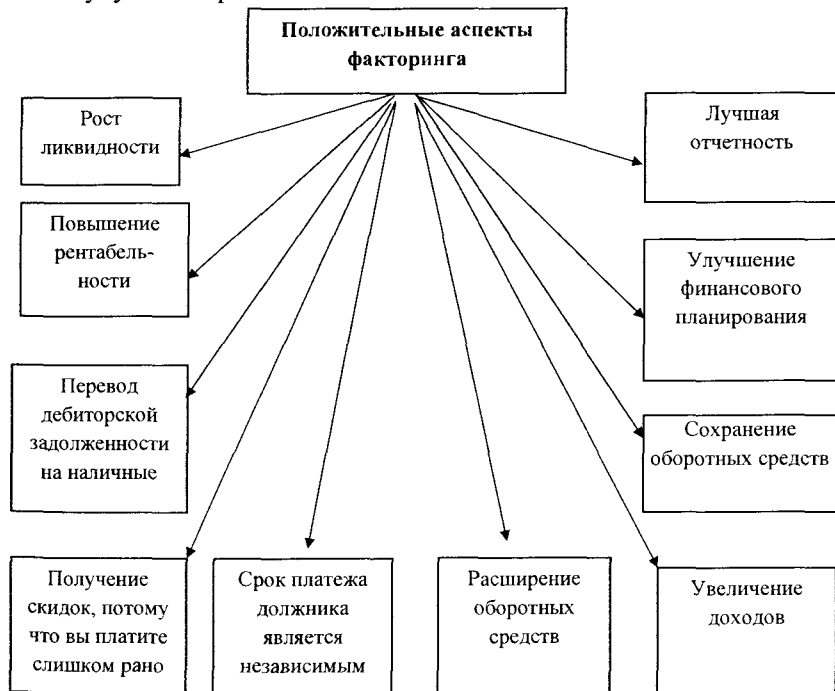 Положительные аспекты
факторинга
Рост
ликвидности
Лучшая
отчетность
Повышение
рентабель-
ности
Улучшение
финансового
планирования
Перевод
дебиторской
задолженности
на наличные
Сохранение
оборотных средств
Получение
скидок, потому
что вы платите
слишком рано
Срок платежа
должника
является
независимым
Расширение
оборотных
средств
Увеличение
доходов